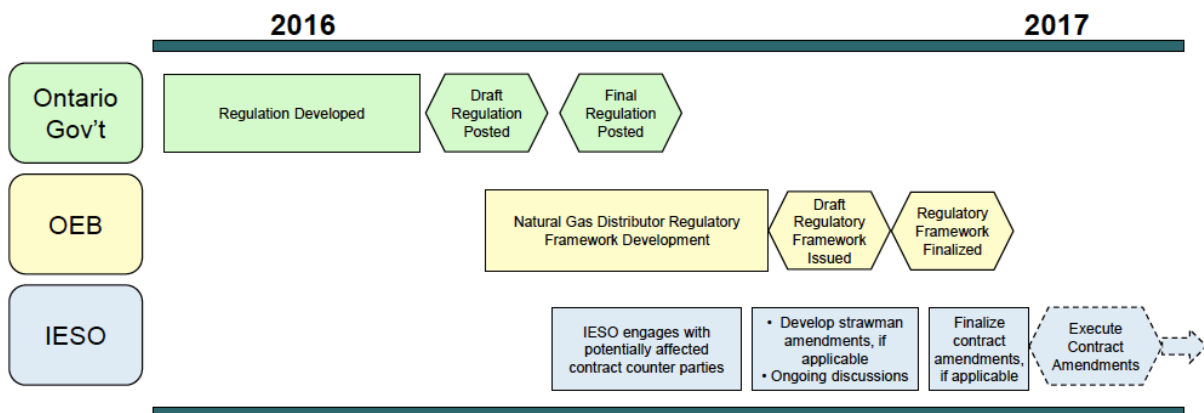 2016
2017
Ontario
Gov't
Regulation Developed
Draft
Regulation
Posted
Final
Regulation
Posted
OEB
Natural Gas Distributor Regulatory
Framework Development
Draft
Regulatory
Framework
Issued
Regulatory
Framework
Finalized
IESO
IESO engages with
potentially affected
contract counter parties
• Develop strawman
amendments, if
applicable
• Ongoing discussions
Finalize
contract
amendments,
if applicable
Execute
Contract
Amendments